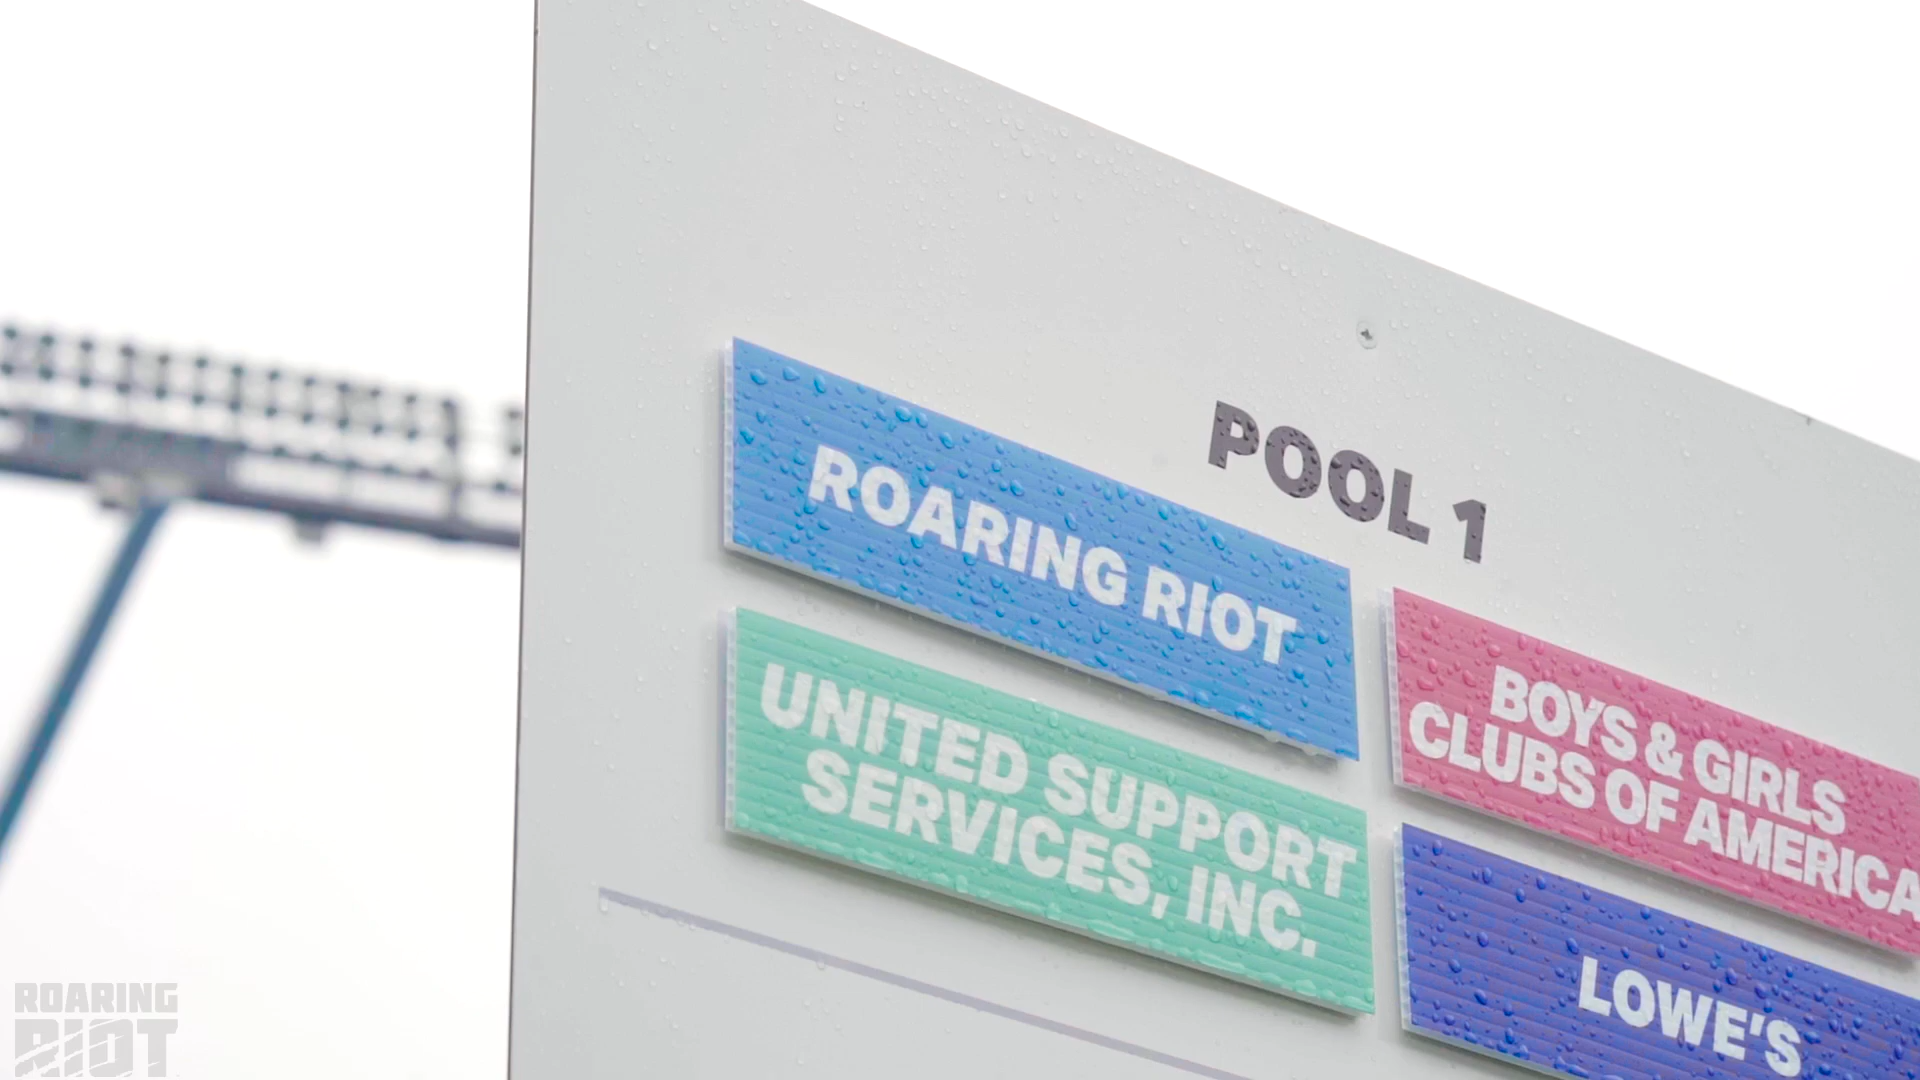 POOL 1
ROARING RIOT
UNITED SUPPORT
SERVICES, INC.
BOYS & GIRLS
CLUBS OF AMERICA
LOWE'S
ROARING
RIOT